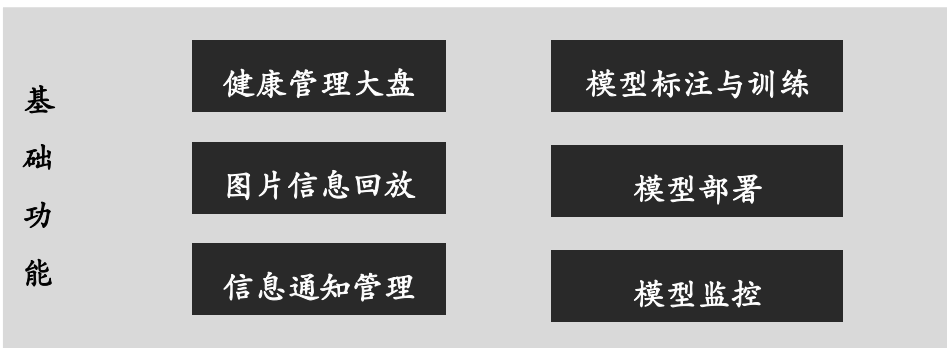 基础功能
健康管理大盘
图片信息回放
信息通知管理
模型标注与训练
模型部署
模型监控